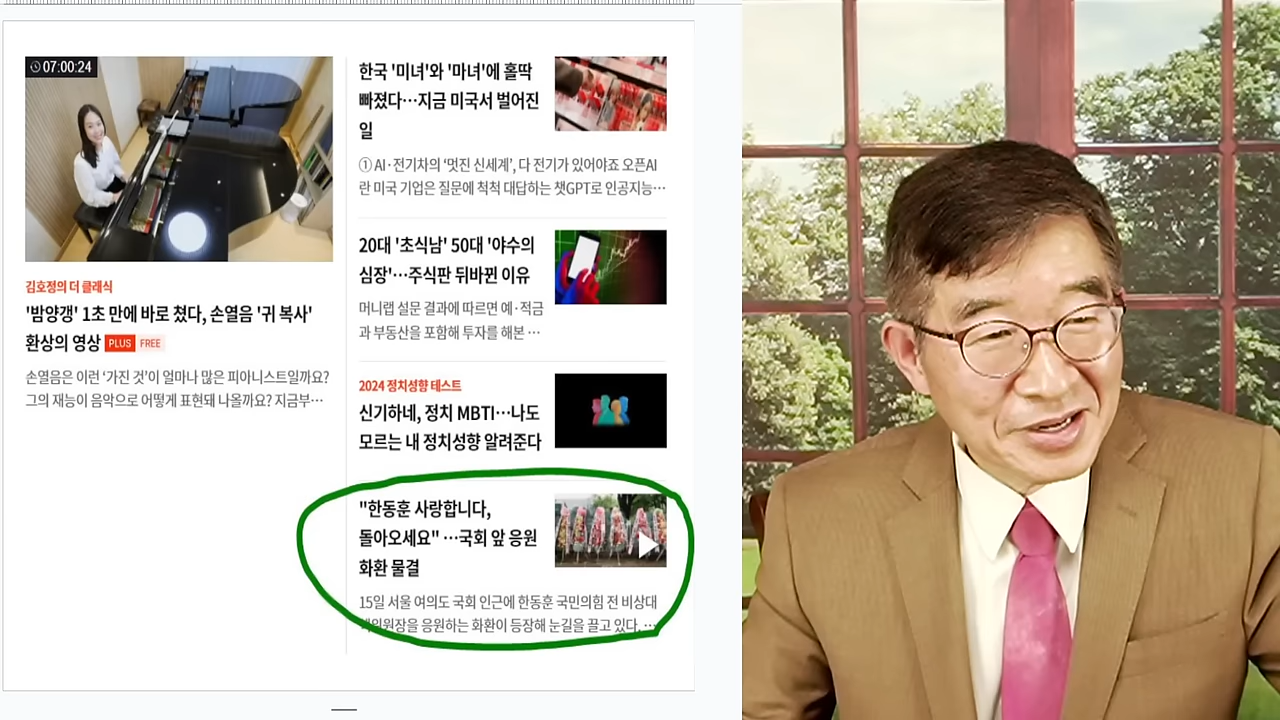 07:00:24
김호정의 더 클래식
'밤양갱' 1초 만에 바로 쳤다, 손열음 '귀 복사'
환상의 영상 PLUS FREE
손열음은 이런 ‘가진 것’이 얼마나 많은 피아니스트일까요?
그의 재능이 음악으로 어떻게 표현돼 나올까요? 지금부…
한국 '미녀'와 '마녀'에 홀딱
빠졌다…지금 미국서 벌어진
일
① AI·전기차의 ‘멋진 신세계’, 다 전기가 있어야죠 오픈AI
란 미국 기업은 질문에 척척 대답하는 챗GPT로 인공지능…
20대 '초식남' 50대 '야수의
심장'…주식판 뒤바뀐 이유
머니랩 설문 결과에 따르면 예·적금
과 부동산을 포함해 투자를 해본 …
2024 정치성향 테스트
신기하네, 정치 MBTI…나도
모르는 내 정치성향 알려준다
"한동훈 사랑합니다,
돌아오세요" …국회 앞 응원
화환 물결
15일 서울 여의도 국회 인근에 한동훈 국민의힘 전 비상대
책위원장을 응원하는 화환이 등장해 눈길을 끌고 있다. …